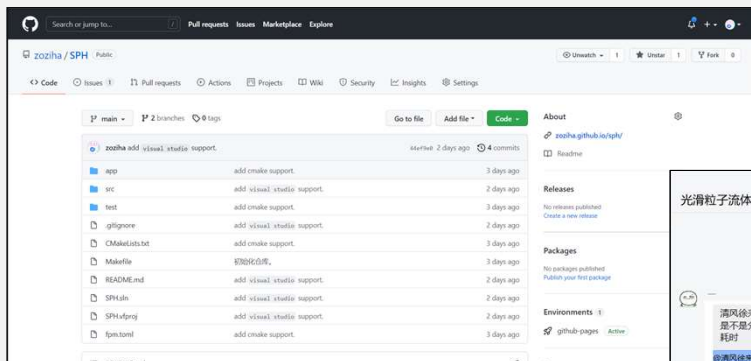 Search or jump to... /
Pull requests Issues Marketplace Explore
zoziha / SPH Public
Unwatch 1 Unstar 1 Fork 0
Code Issues 1 Pull requests Actions Projects Wiki Security Insights Settings
main 2 branches 0 tags Go to file Add file Code
zoziha add visual studio support. 2 days ago 4 commits
app add cmake support. 3 days ago
src add visual studio support. 2 days ago
test add cmake support. 3 days ago
.gitignore add visual studio support. 2 days ago
CMakeLists.txt add cmake support. 3 days ago
Makefile 初始化仓库。 3 days ago
README.md add visual studio support. 2 days ago
SPH.sln add visual studio support. 2 days ago
SPH.vfproj add visual studio support. 2 days ago
fpm.toml add cmake support. 3 days ago
About
zoziha.github.io/sph/
Readme
Releases
No releases published
Create a new release
Packages
No packages published
Publish your first package
Environments 1
github-pages Active
光滑粒子流体
清风徐来
是不是
耗时
@清风徐来